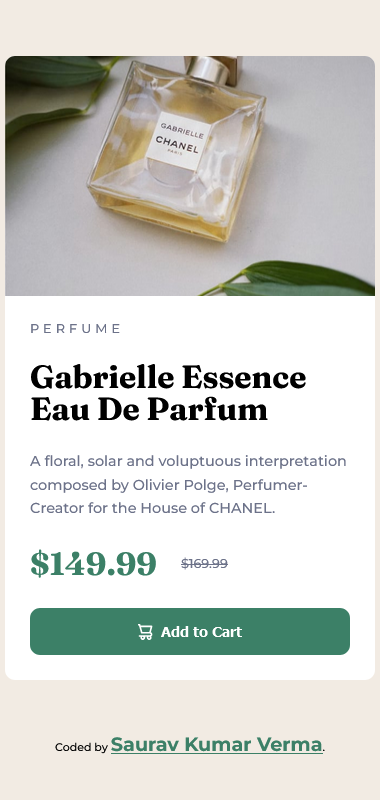 GABRIELLE
CHANEL
PARIS
PERFUME
Gabrielle Essence
Eau De Parfum
A floral, solar and voluptuous interpretation
composed by Olivier Polge, Perfumer-
Creator for the House of CHANEL.
$149.99 $169.99
Add to Cart
Coded by Saurav Kumar Verma.